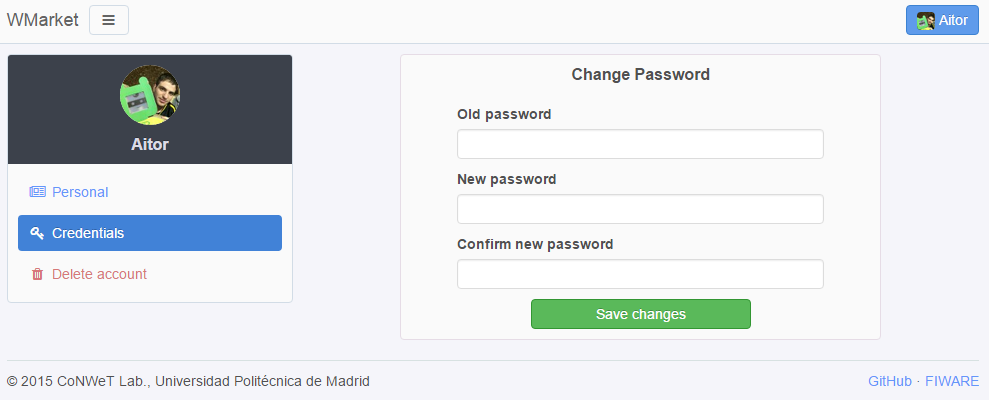 WMarket
Aitor
Aitor
Personal
Credentials
Delete account
Change Password
Old password
New password
Confirm new password
Save changes
© 2015 CoNWeT Lab., Universidad Politécnica de Madrid
GitHub · FIWARE